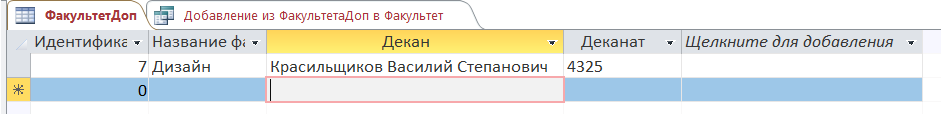 ФакультетДоп Добавление из ФакультетаДоп в Факультет
Идентифика Название фа Декан Деканат Щелкните для добавления
7 Дизайн Красильщиков Василий Степанович 4325
0